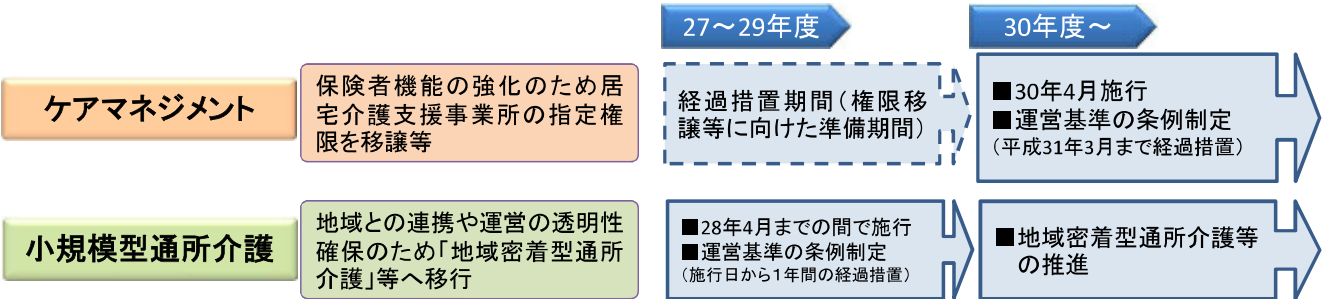 27～29年度
30年度～
ケアマネジメント
保険者機能の強化のため居
宅介護支援事業所の指定権
限を移譲等
経過措置期間（権限移
譲等に向けた準備期間）
■30年4月施行
■運営基準の条例制定
（平成31年3月まで経過措置）
小規模型通所介護
地域との連携や運営の透明性
確保のため「地域密着型通所
介護」等へ移行
■28年4月までの間で施行
■運営基準の条例制定
（施行日から1年間の経過措置）
■地域密着型通所介護等
の推進